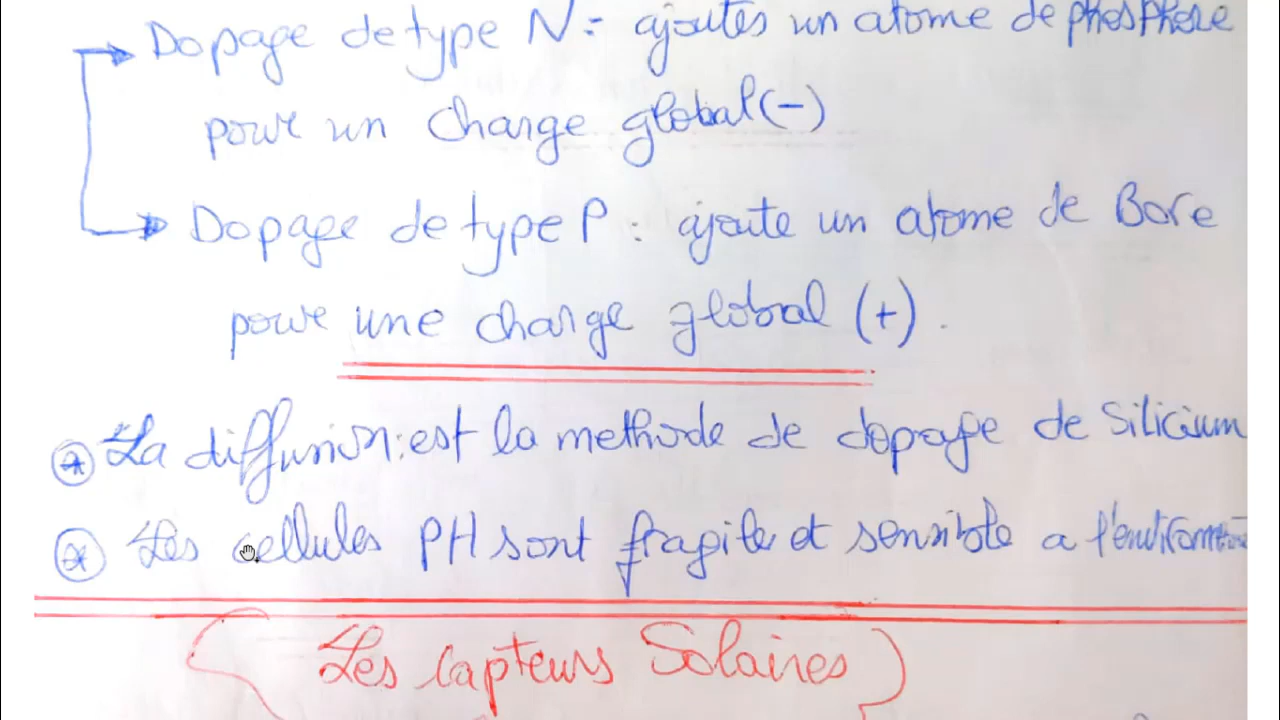 Dopage de type N : ajoutes un atome de phosphore
pour un charge global (-)
Dopage de type P : ajoute un atome de Bore
pour une charge global (+).
La diffusion : est la methode de dopage de Silicium
Les cellules PH sont fragile et sensible a
Les Capteurs Solaires